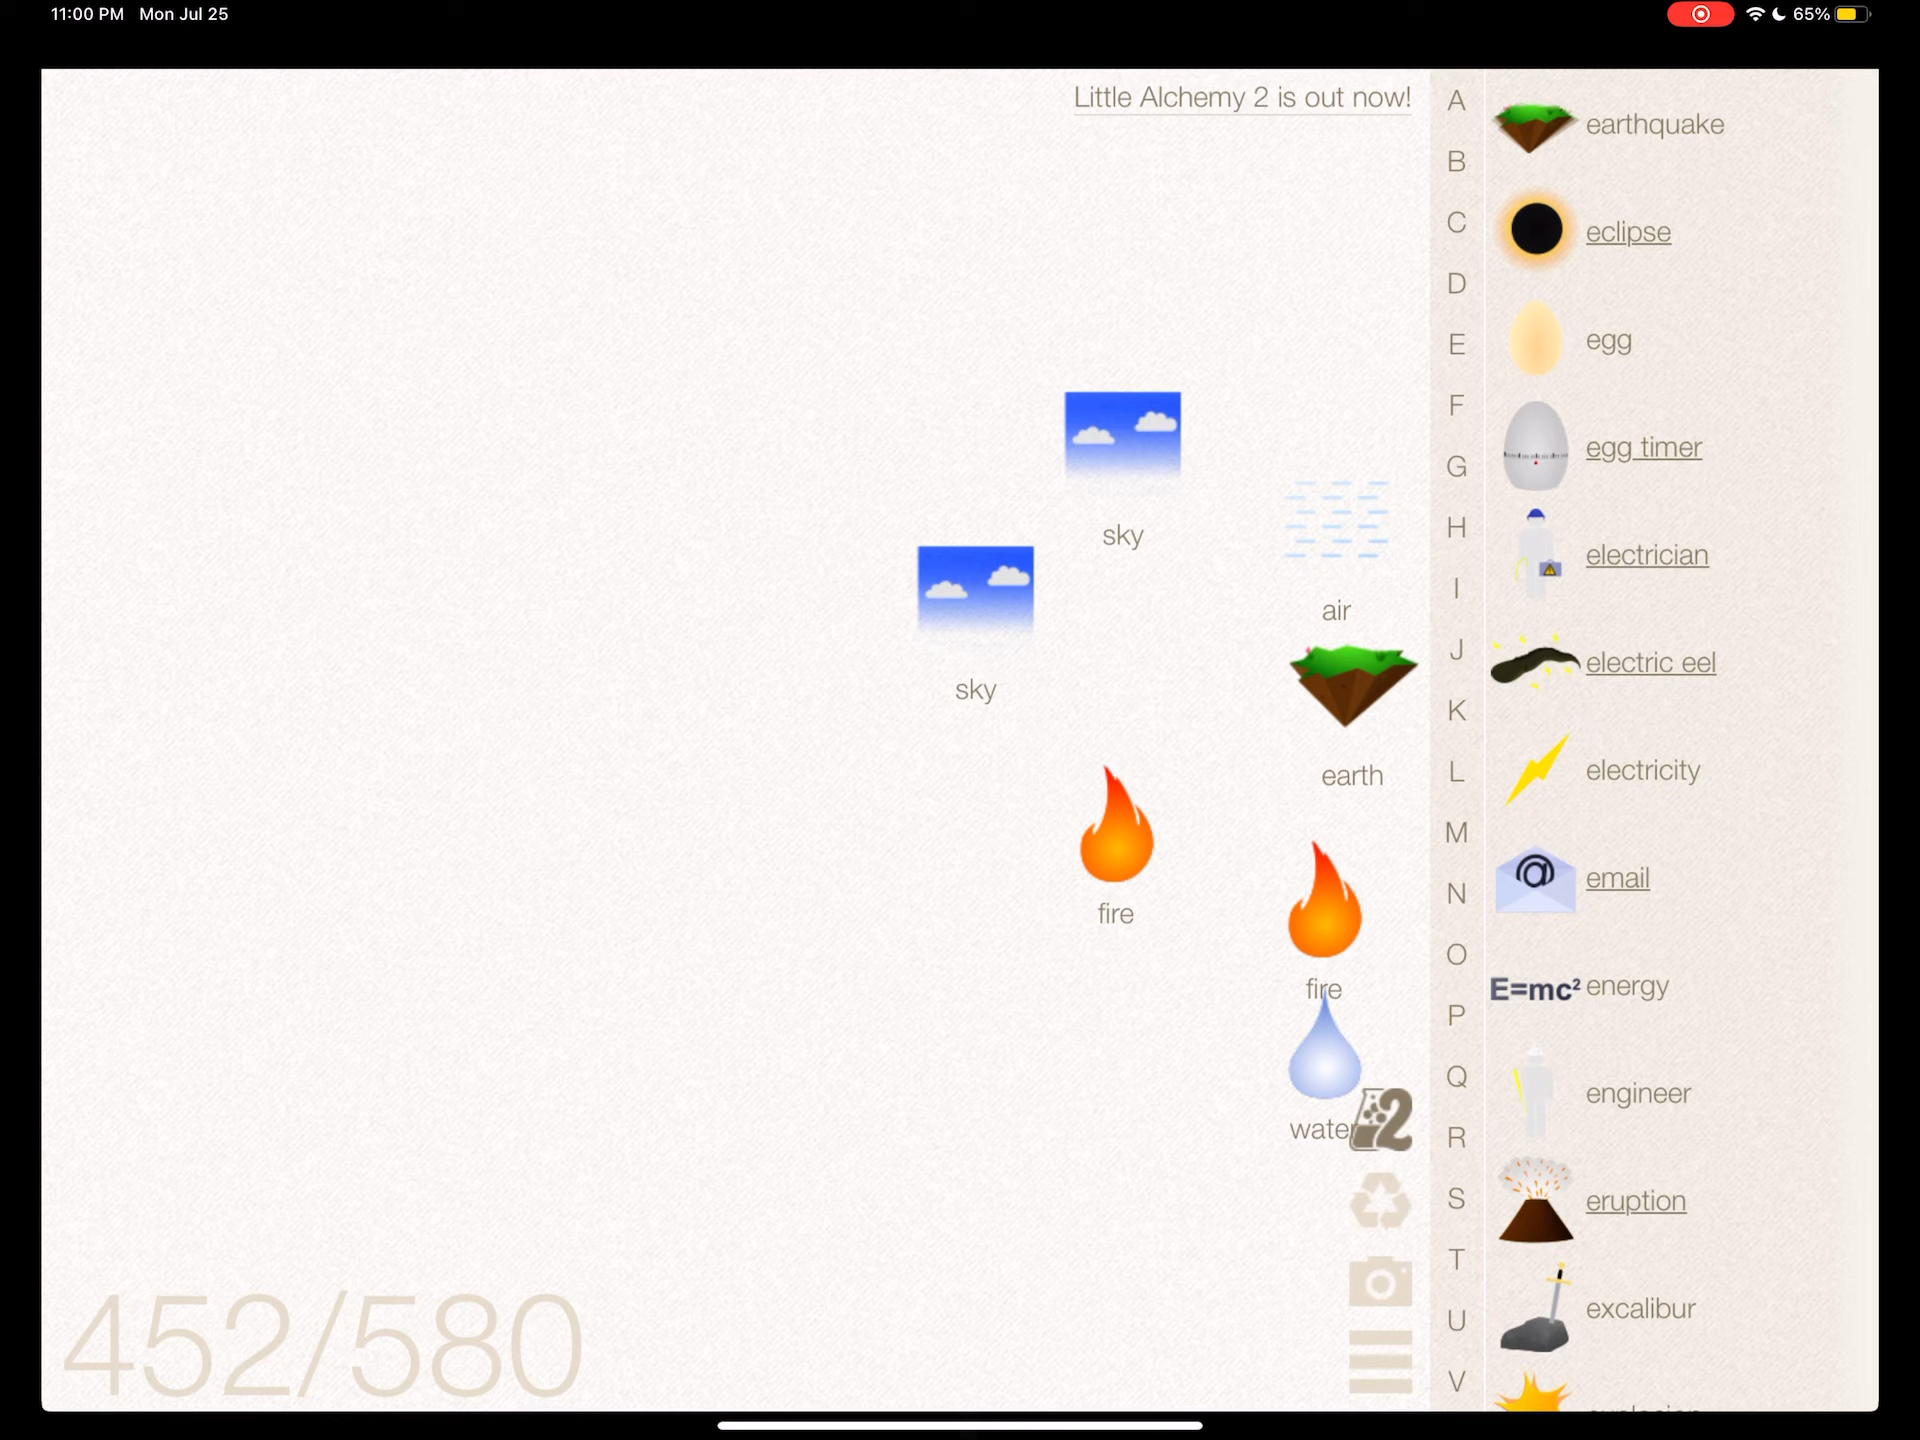 11:00 PM Mon Jul 25
65%
Little Alchemy 2 is out now!
A
B
C
D
E
F
G
H
I
J
K
L
M
N
O
P
Q
R
S
T
U
V
earthquake
eclipse
egg
egg timer
electrician
electric eel
electricity
@
email
E=mc² energy
engineer
eruption
excalibur
sky
sky
air
earth
fire
fire
water
2
452/580